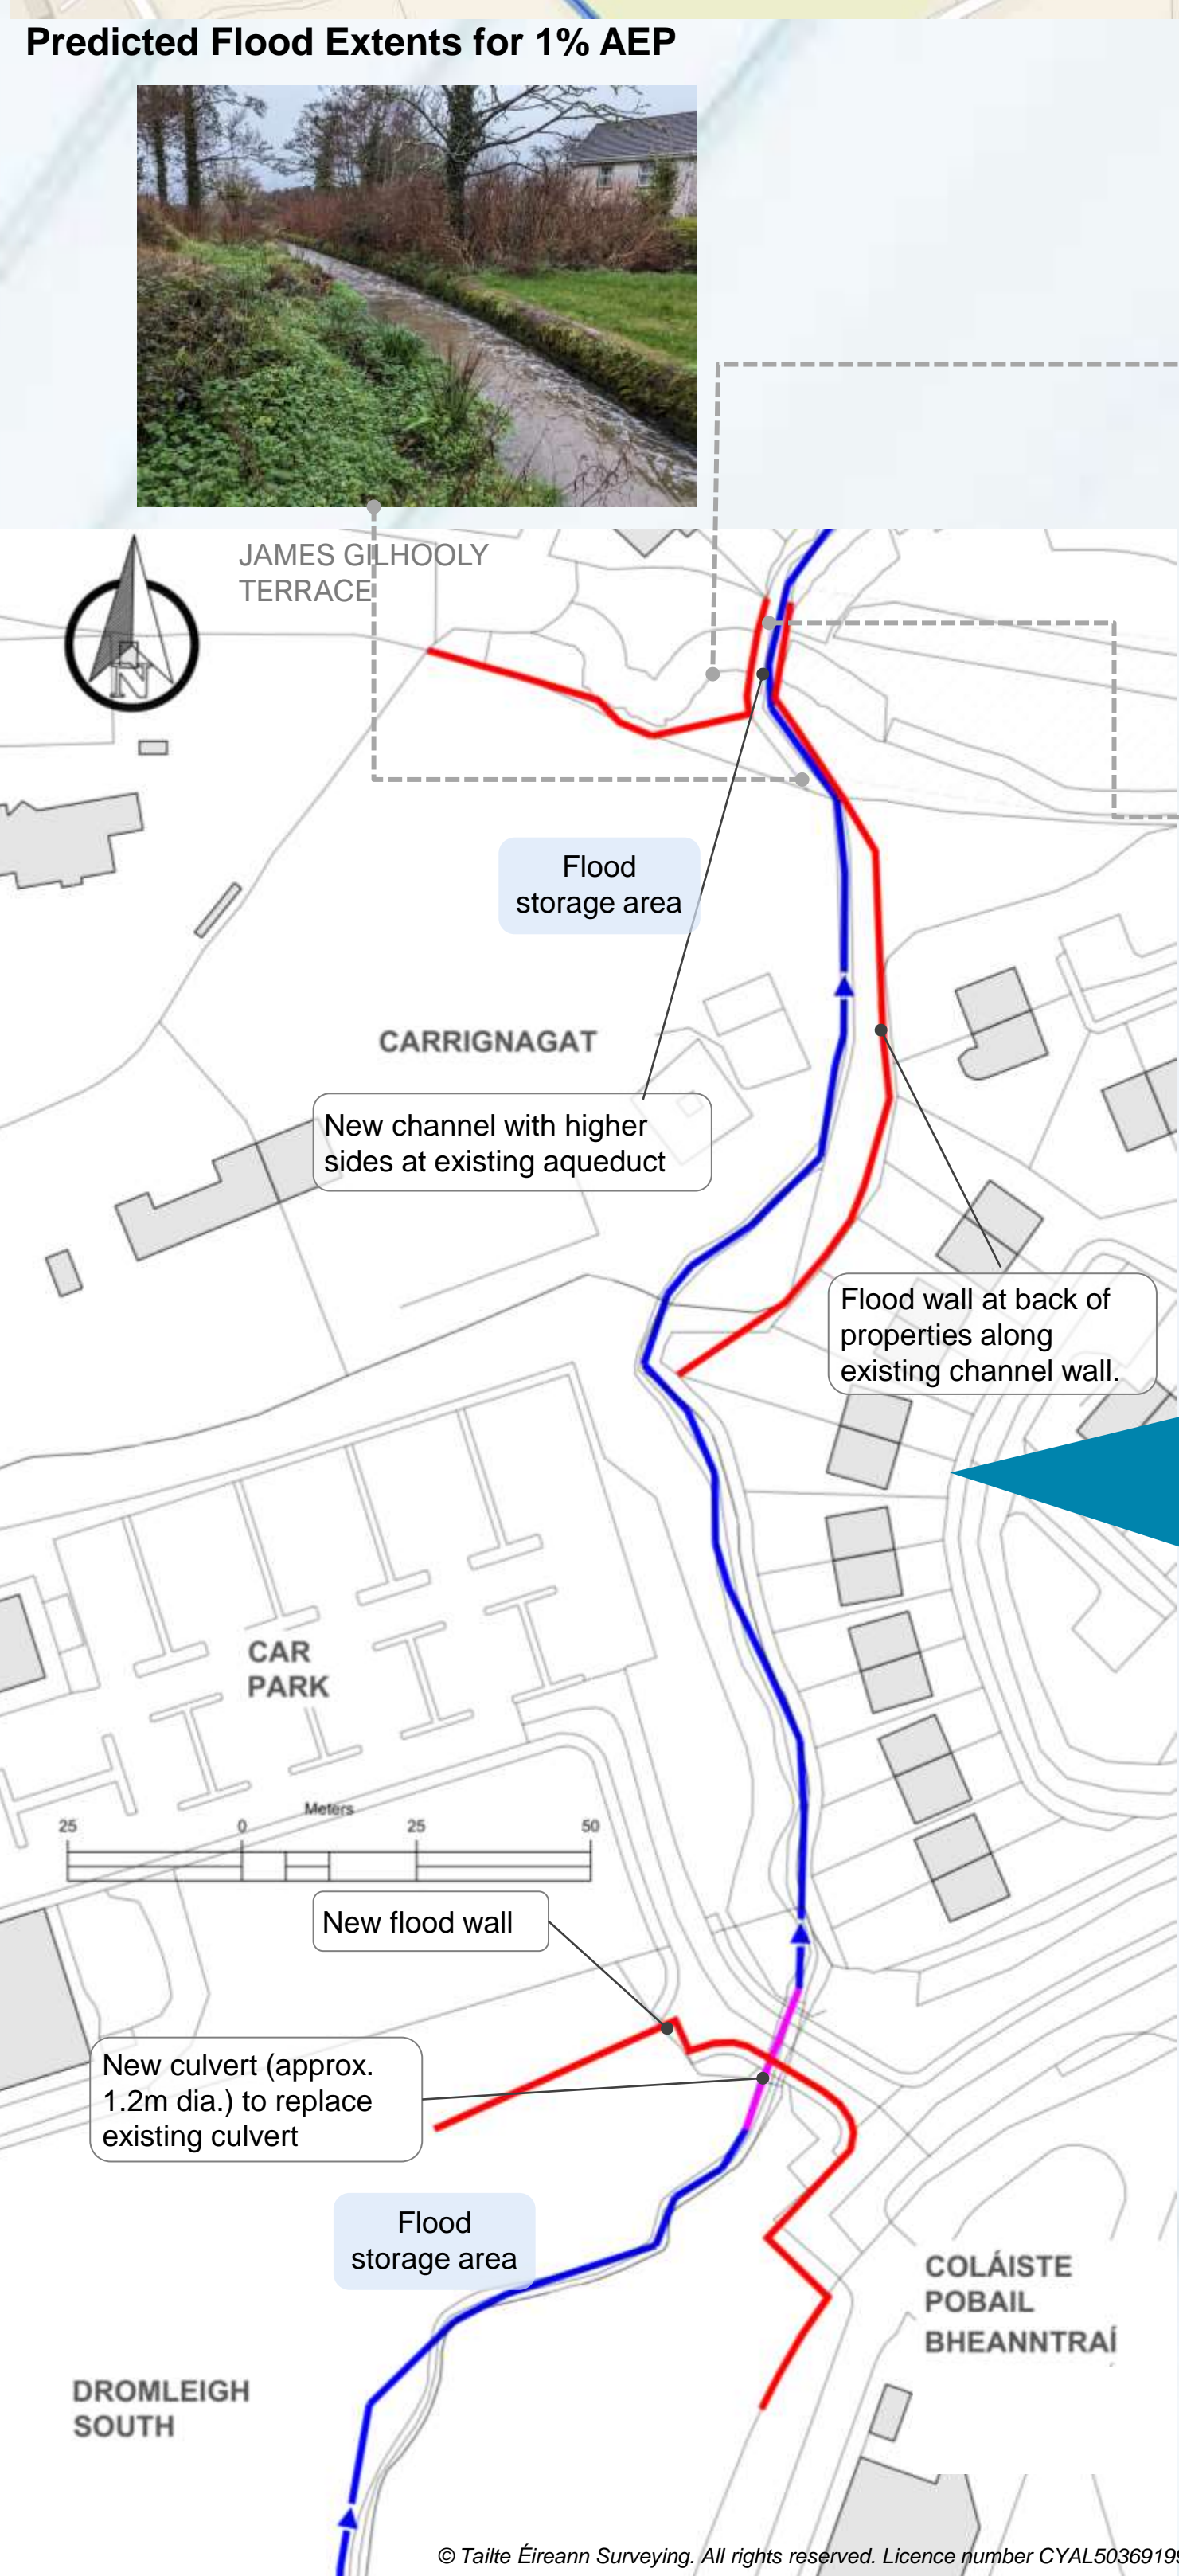 Predicted Flood Extents for 1% AEP
JAMES GILHOOLY
TERRACE
N
Flood
storage area
CARRIGNAGAT
New channel with higher
sides at existing aqueduct
Flood wall at back of
properties along
existing channel wall.
CAR
PARK
Meters
25 0 25 50
New flood wall
New culvert (approx.
1.2m dia.) to replace
existing culvert
Flood
storage area
COLÁISTE
POBAIL
BHEANNTRAÍ
DROMLEIGH
SOUTH
© Tailte Éireann Surveying. All rights reserved. Licence number CYAL50369199